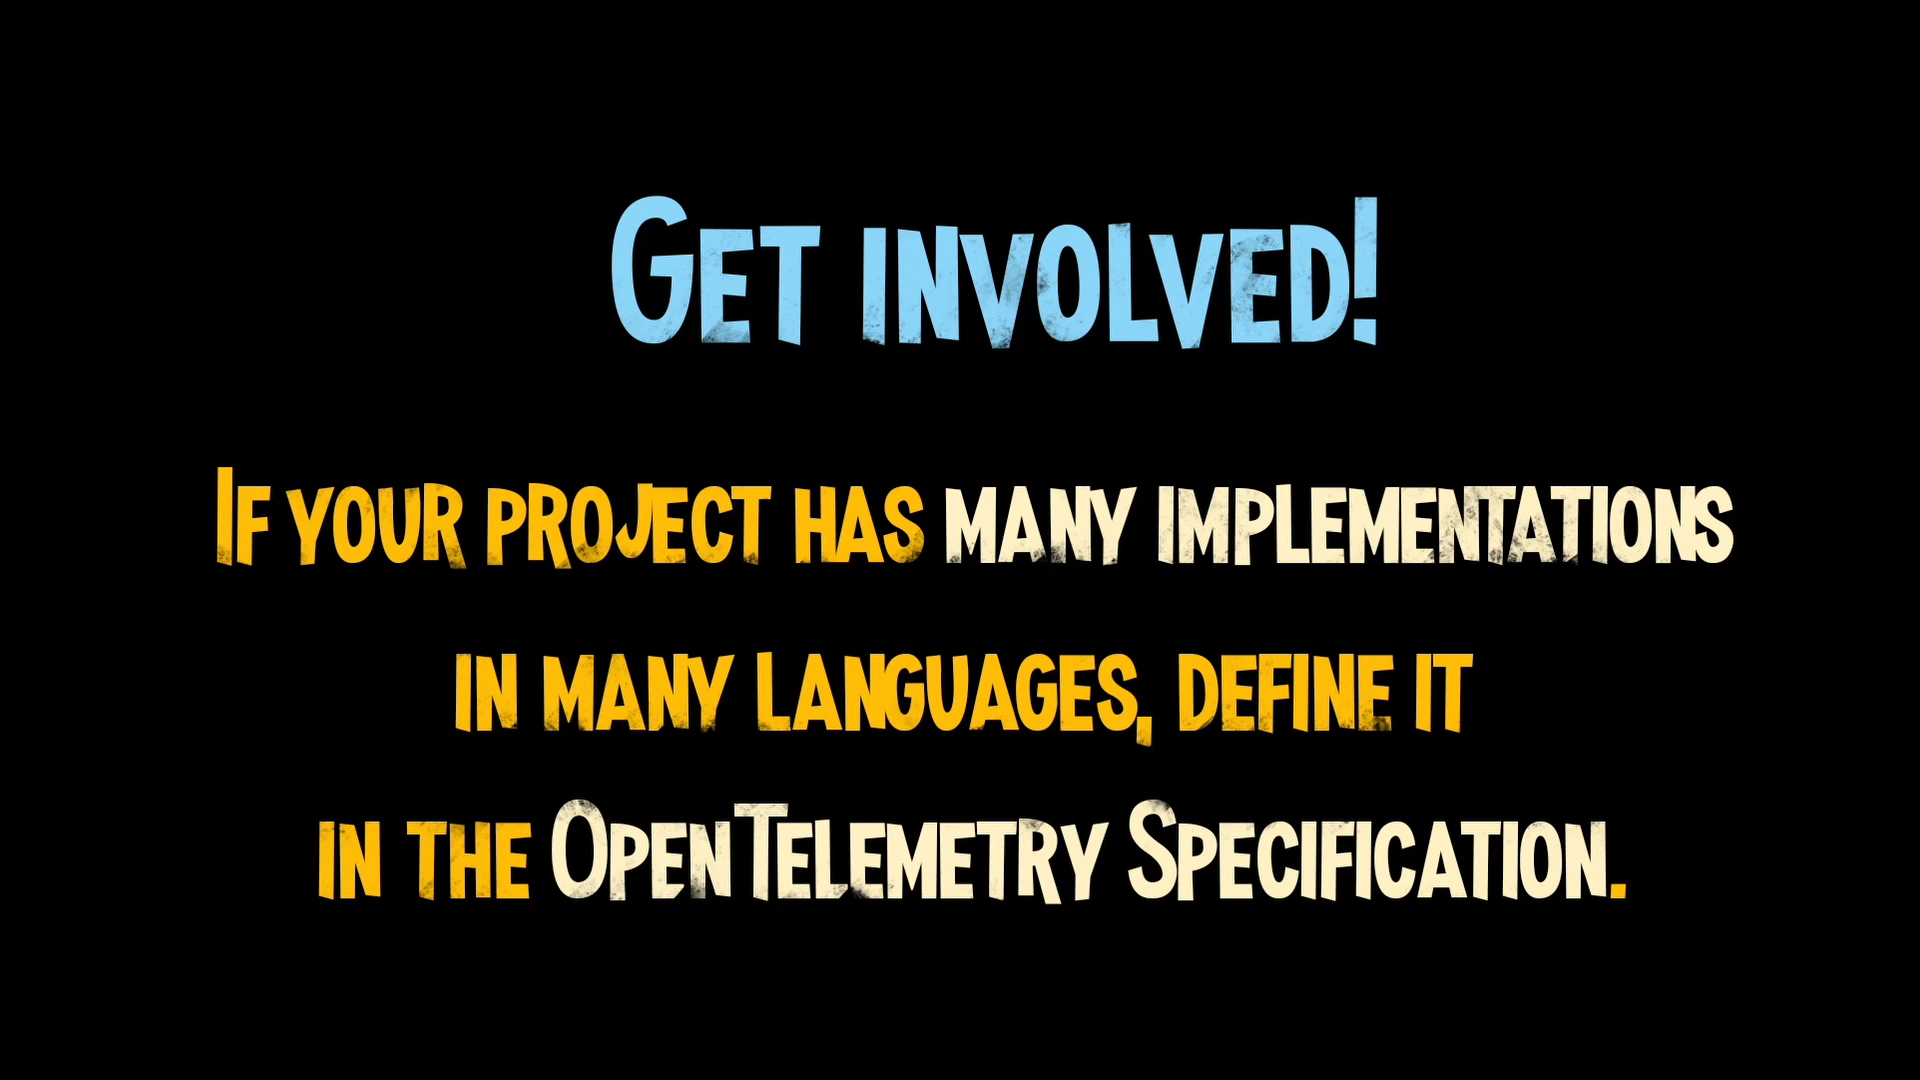 Get involved!
If your project has many implementations
in many languages, define it
in the OpenTelemetry Specification.